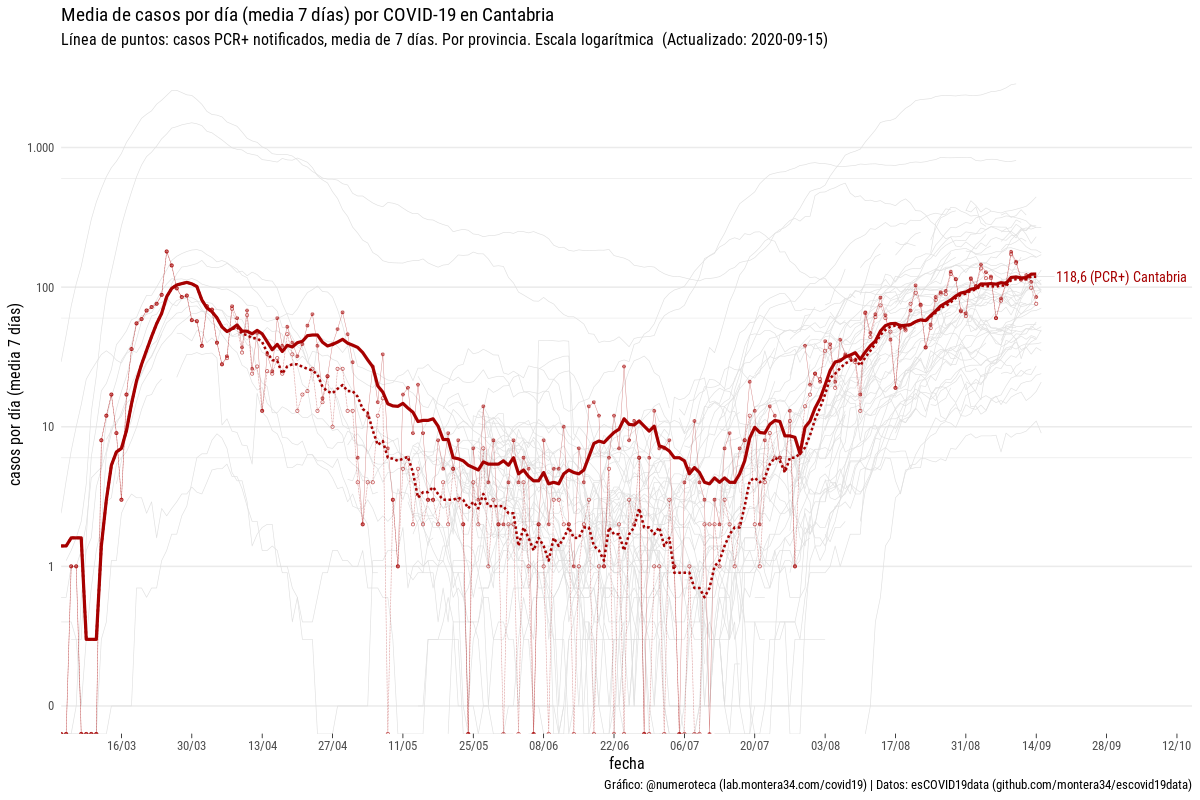 Media de casos por día (media 7 días) por COVID-19 en Cantabria
Línea de puntos: casos PCR+ notificados, media de 7 días. Por provincia. Escala logarítmica (Actualizado: 2020-09-15)
casos por día (media 7 días)
1.000
100
10
1
0
118,6 (PCR+) Cantabria
16/03 30/03 13/04 27/04 11/05 25/05 08/06 22/06 06/07 20/07 03/08 17/08 31/08 14/09 28/09 12/10
fecha
Gráfico: @numeroteca (lab.montera34.com/covid19) | Datos: esCOVID19data (github.com/montera34/escovid19data)